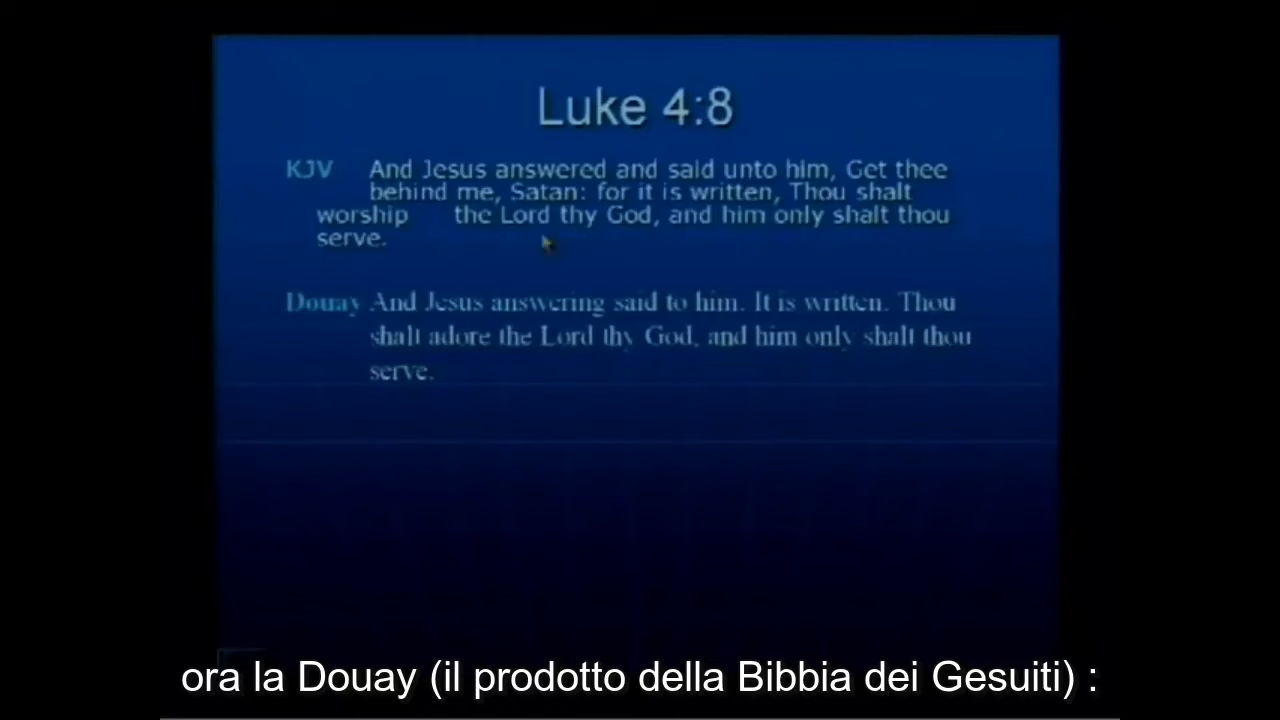 Luke 4:8
KJV And Jesus answered and said unto him, Get thee
behind me, Satan: for it is written, Thou shalt
worship the Lord thy God, and him only shalt thou
serve.
Douay And Jesus answering said to him. It is written. Thou
shalt adore the Lord thy God, and him only shalt thou
serve.
ora la Douay (il prodotto della Bibbia dei Gesuiti) :